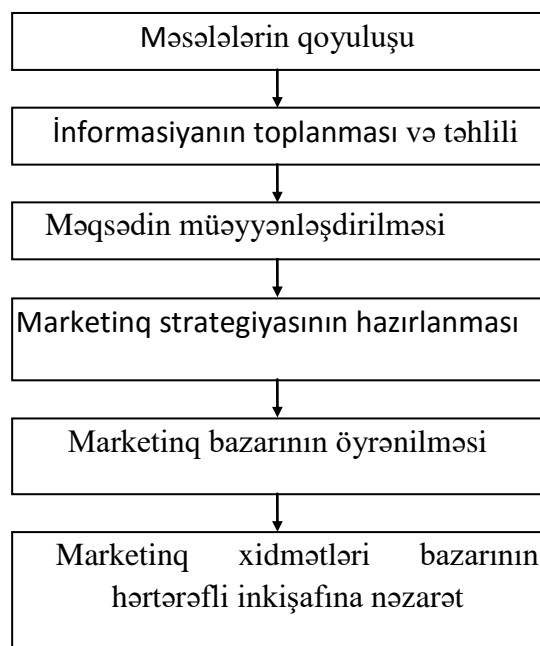 Məsələlərin qoyuluşu
İnformasiyanın toplanması və təhlili
Məqsədin müəyyənləşdirilməsi
Marketinq strategiyasının hazırlanması
Marketinq bazarının öyrənilməsi
Marketinq xidmətləri bazarının
hərtərəfli inkişafına nəzarət